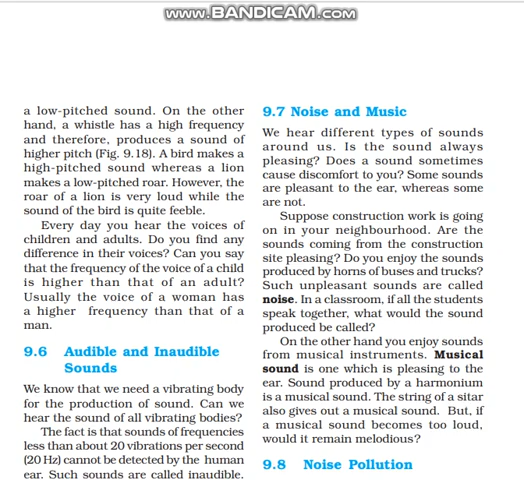 www.BANDICAM.com
a low-pitched sound. On the other
hand, a whistle has a high frequency
and therefore, produces a sound of
higher pitch (Fig. 9.18). A bird makes a
high-pitched sound whereas a lion
makes a low-pitched roar. However, the
roar of a lion is very loud while the
sound of the bird is quite feeble.
Every day you hear the voices of
children and adults. Do you find any
difference in their voices? Can you say
that the frequency of the voice of a child
is higher than that of an adult?
Usually the voice of a woman has
a higher frequency than that of a
man.
9.6 Audible and Inaudible
Sounds
We know that we need a vibrating body
for the production of sound. Can we
hear the sound of all vibrating bodies?
The fact is that sounds of frequencies
less than about 20 vibrations per second
(20 Hz) cannot be detected by the human
ear. Such sounds are called inaudible.
9.7 Noise and Music
We hear different types of sounds
around us. Is the sound always
pleasing? Does a sound sometimes
cause discomfort to you? Some sounds
are pleasant to the ear, whereas some
are not.
Suppose construction work is going
on in your neighbourhood. Are the
sounds coming from the construction
site pleasing? Do you enjoy the sounds
produced by horns of buses and trucks?
Such unpleasant sounds are called
noise. In a classroom, if all the students
speak together, what would the sound
produced be called?
On the other hand you enjoy sounds
from musical instruments. Musical
sound is one which is pleasing to the
ear. Sound produced by a harmonium
is a musical sound. The string of a sitar
also gives out a musical sound. But, if
a musical sound becomes too loud,
would it remain melodious?
9.8 Noise Pollution